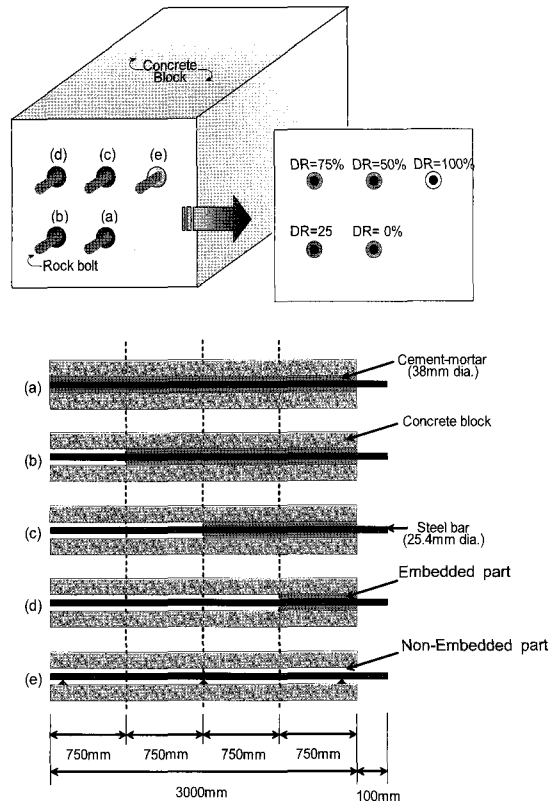 Concrete
Block
(d) (c) (e)
(b) (a)
Rock bolt
DR=75% DR=50% DR=100%
DR=25 DR= 0%
(a)
Cement-mortar
(38mm dia.)
(b)
Concrete block
(c)
Steel bar
(25.4mm dia.)
(d)
Embedded part
(e)
Non-Embedded part
750mm 750mm 750mm 750mm
3000mm 100mm